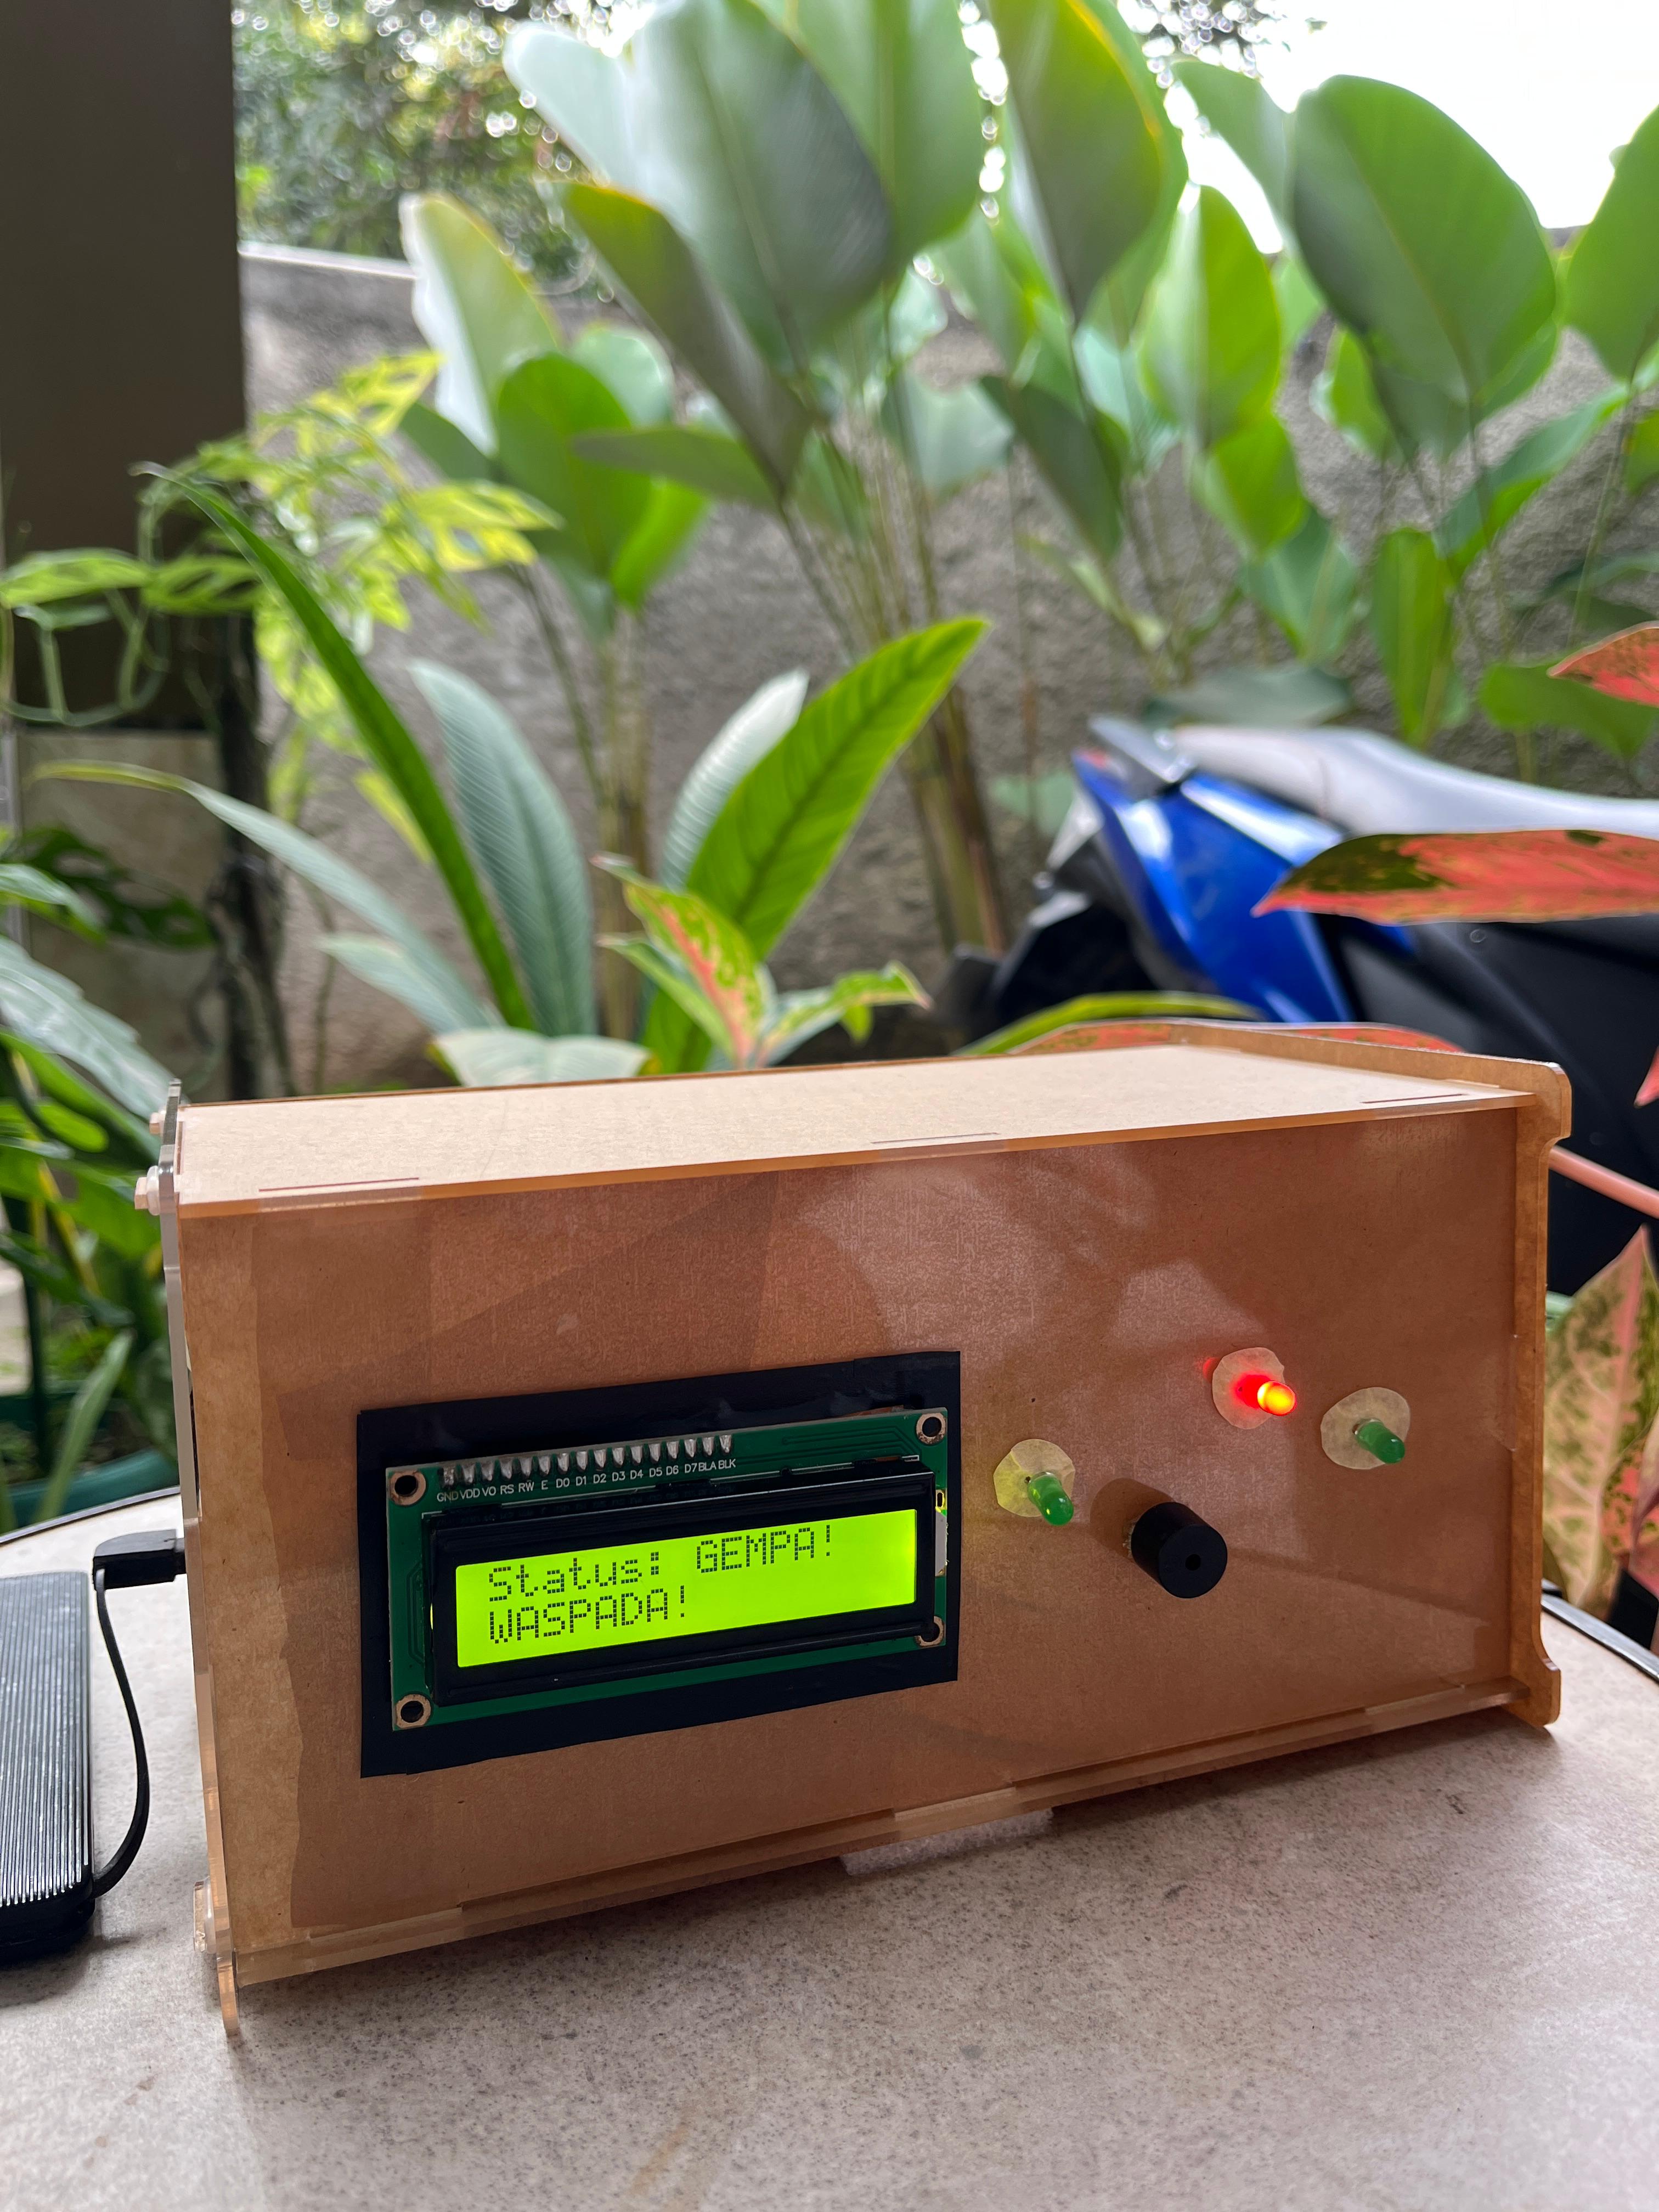 GND VDD VO RS RW E D0 D1 D2 D3 D4 D5 D6 D7 BLA BLK
Status: GEMPA!
WASPADA!